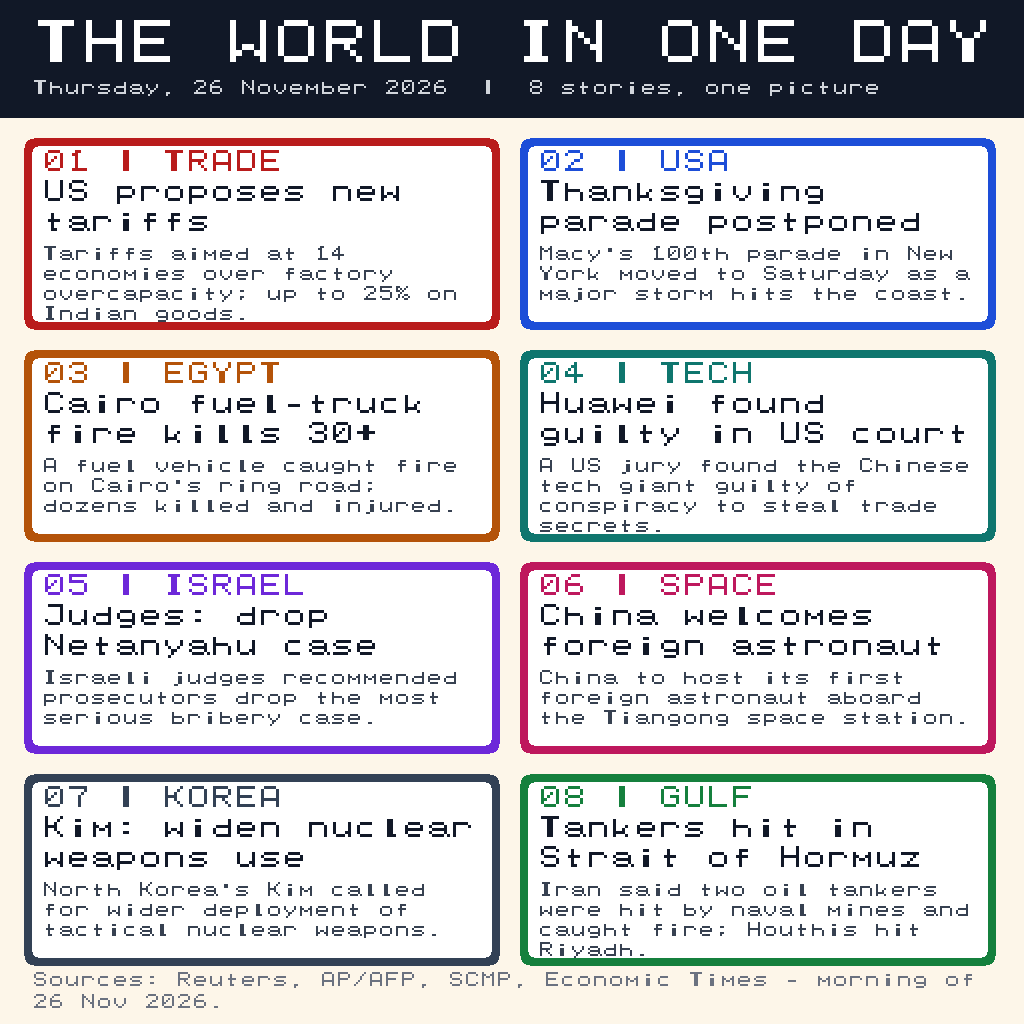 THE WORLD IN ONE DAY
Thursday, 26 November 2026 | 8 stories, one picture
01 | TRADE
US proposes new
tariffs
Tariffs aimed at 14
economies over factory
overcapacity; up to 25% on
Indian goods.
02 | USA
Thanksgiving
parade postponed
Macy's 100th parade in New
York moved to Saturday as a
major storm hits the coast.
03 | EGYPT
Cairo fuel-truck
fire kills 30+
A fuel vehicle caught fire
on Cairo's ring road;
dozens killed and injured.
04 | TECH
Huawei found
guilty in US court
A US jury found the Chinese
tech giant guilty of
conspiracy to steal trade
secrets.
05 | ISRAEL
Judges: drop
Netanyahu case
Israeli judges recommended
prosecutors drop the most
serious bribery case.
06 | SPACE
China welcomes
foreign astronaut
China to host its first
foreign astronaut aboard
the Tiangong space station.
07 | KOREA
Kim: widen nuclear
weapons use
North Korea's Kim called
for wider deployment of
tactical nuclear weapons.
08 | GULF
Tankers hit in
Strait of Hormuz
Iran said two oil tankers
were hit by naval mines and
caught fire; Houthis hit
Riyadh.
Sources: Reuters, AP/AFP, SCMP, Economic Times - morning of
26 Nov 2026.